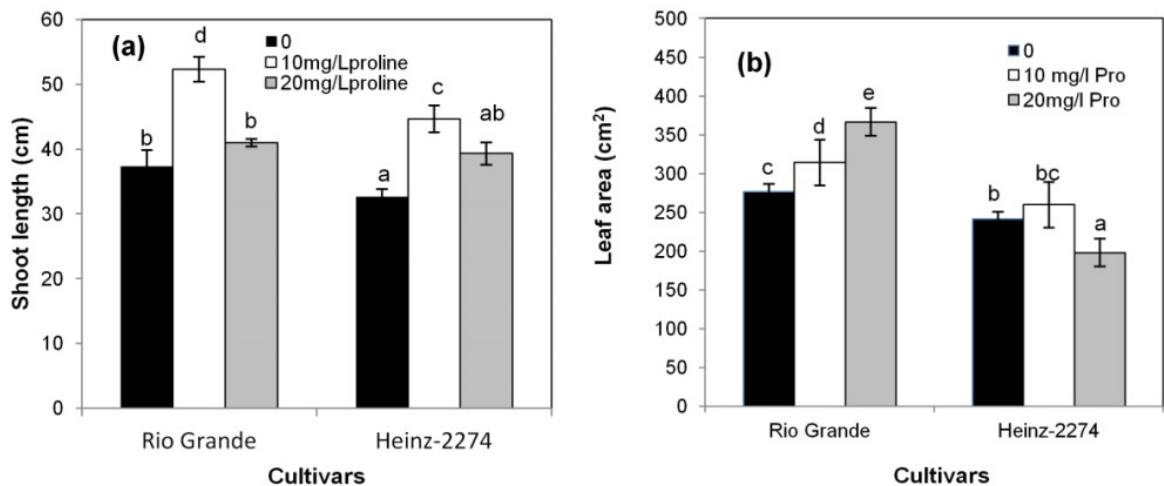 60
50
40
30
20
10
0
Shoot length (cm)
(a)
0
10mg/Lproline
20mg/Lproline
b
d
b
a
c
ab
Rio Grande
Heinz-2274
Cultivars
500
450
400
350
300
250
200
150
100
50
0
Leaf area (cm²)
(b)
0
10 mg/l Pro
20mg/l Pro
c
d
e
b
bc
a
Rio Grande
Heinz-2274
Cultivars